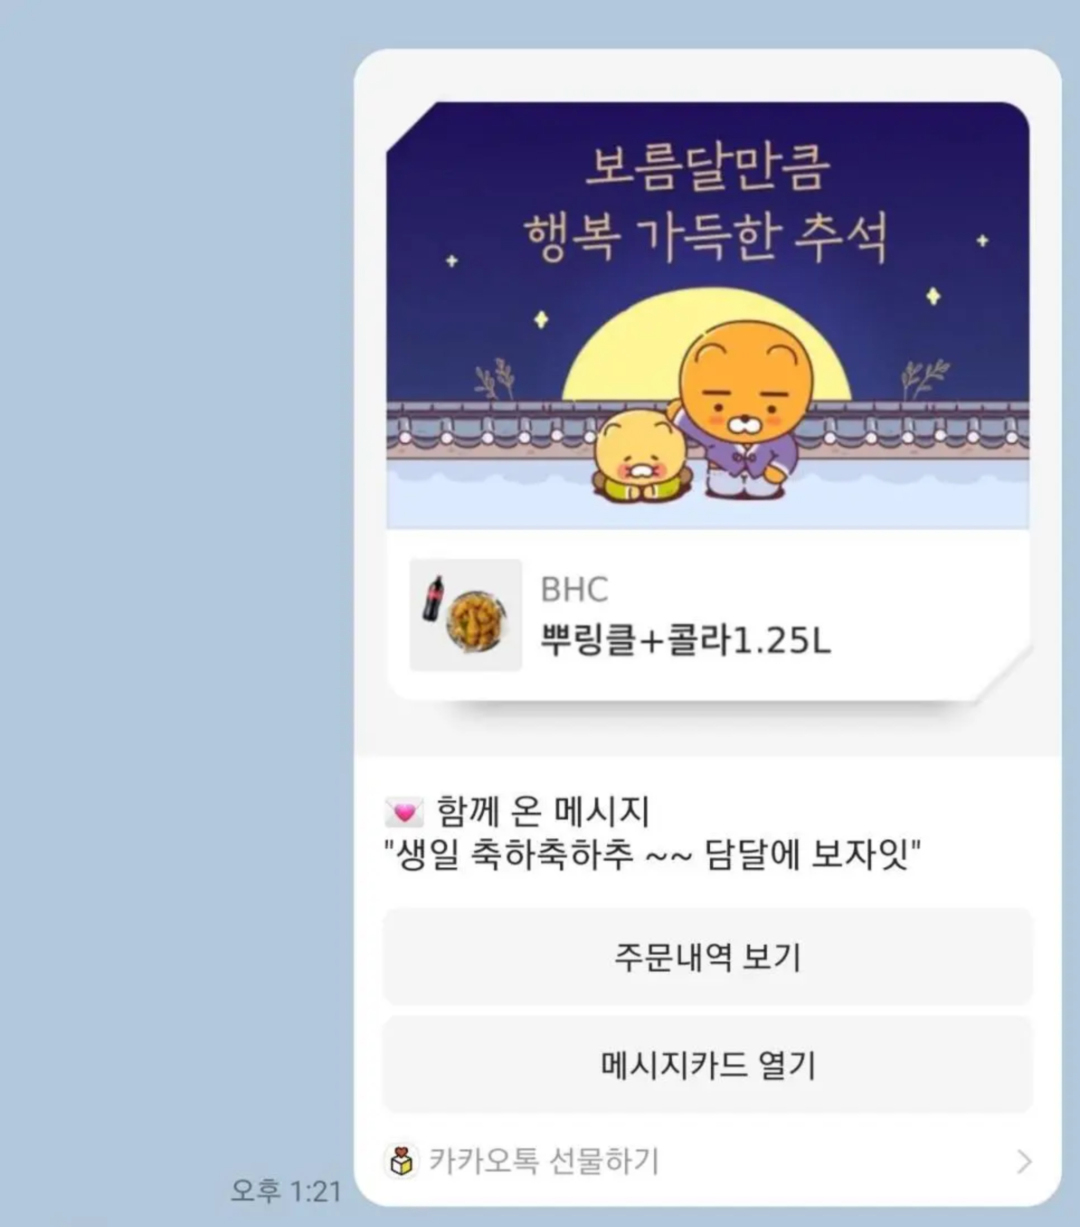 보름달만큼
행복 가득한 추석
BHC
뿌링클+콜라1.25L
함께 온 메시지
"생일 축하축하추 ~~ 담달에 보자잇"
주문내역 보기
메시지카드 열기
카카오톡 선물하기
오후 1:21